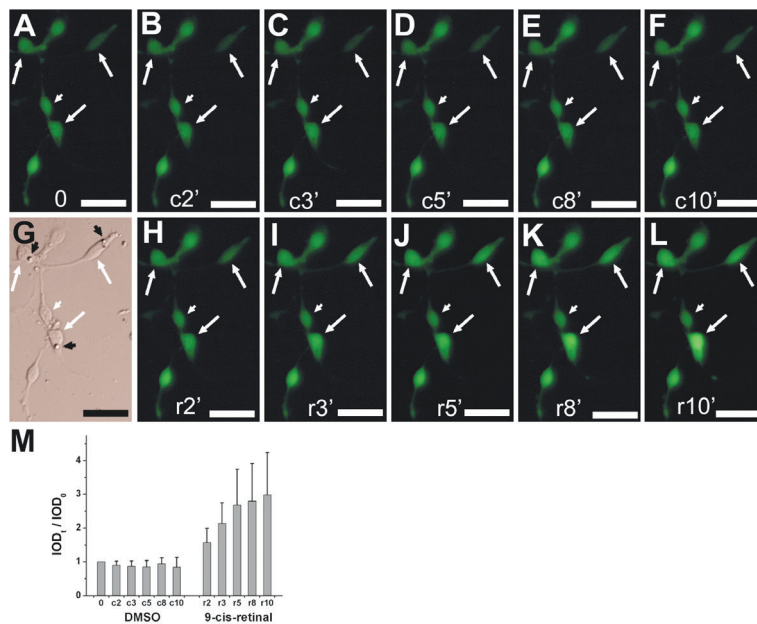 A B C D E F
0 c2' c3' c5' c8' c10'
G H I J K L
r2' r3' r5' r8' r10'
M
4
3
2
1
0
IODt / IOD0
0 c2 c3 c5 c8 c10 r2 r3 r5 r8 r10
DMSO 9-cis-retinal